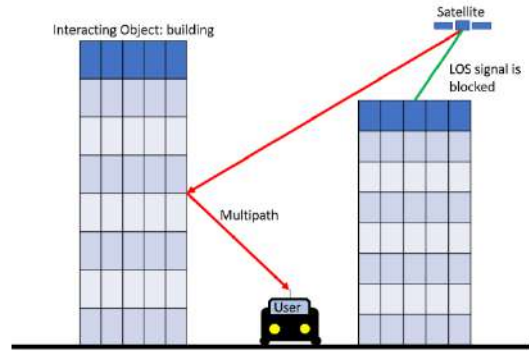 Satellite
Interacting Object: building
LOS signal is
blocked
Multipath
User